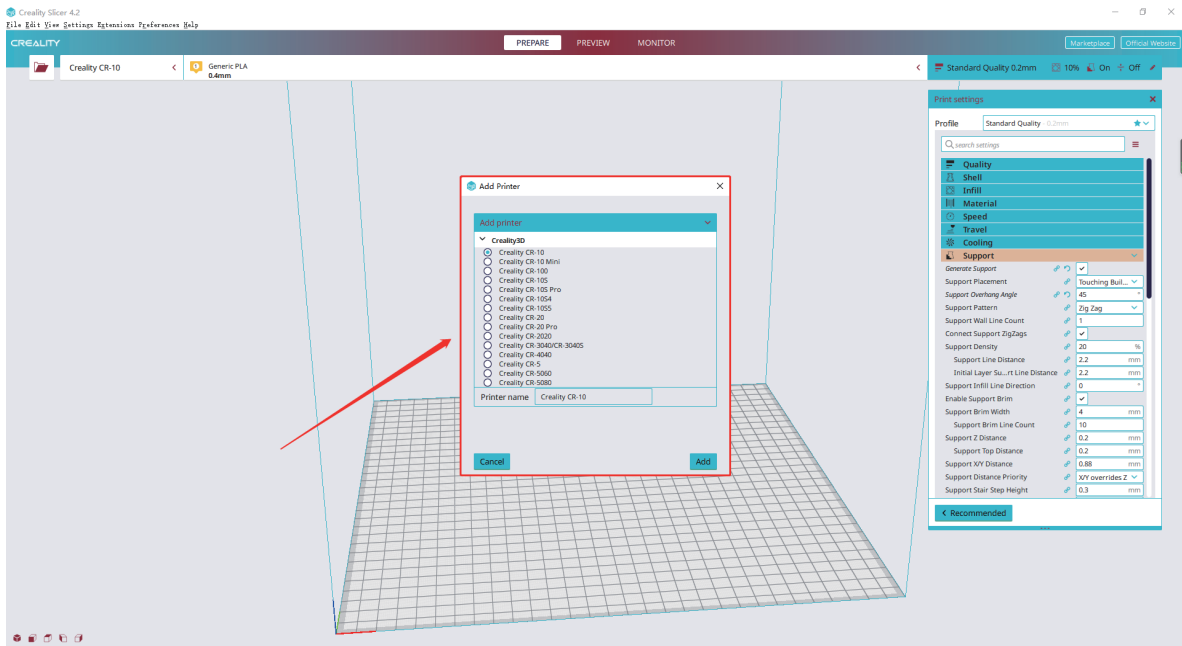 Creality Slicer 4.2
File Edit View Settings Extensions Preferences Help
CREALITY
PREPARE PREVIEW MONITOR
Marketplace Official Website
Creality CR-10
Generic PLA
0.4mm
Standard Quality 0.2mm 10% On Off
Print settings
Profile Standard Quality - 0.2mm
search settings
Quality
Shell
Infill
Material
Speed
Travel
Cooling
Support
Generate Support
Support Placement Touching Buil...
Support Overhang Angle 45 °
Support Pattern Zig Zag
Support Wall Line Count 1
Connect Support ZigZags
Support Density 20 %
Support Line Distance 2.2 mm
Initial Layer Su...rt Line Distance 2.2 mm
Support Infill Line Direction 0 °
Enable Support Brim
Support Brim Width 4 mm
Support Brim Line Count 10
Support Z Distance 0.2 mm
Support Top Distance 0.2 mm
Support X/Y Distance 0.88 mm
Support Distance Priority X/Y overrides Z
Support Stair Step Height 0.3 mm
Recommended
Add Printer
Add printer
Creality3D
Creality CR-10
Creality CR-10 Mini
Creality CR-100
Creality CR-10S
Creality CR-10S Pro
Creality CR-10S4
Creality CR-10S5
Creality CR-20
Creality CR-20 Pro
Creality CR-2020
Creality CR-3040/CR-3040S
Creality CR-4040
Creality CR-5
Creality CR-5060
Creality CR-5080
Printer name Creality CR-10
Cancel Add